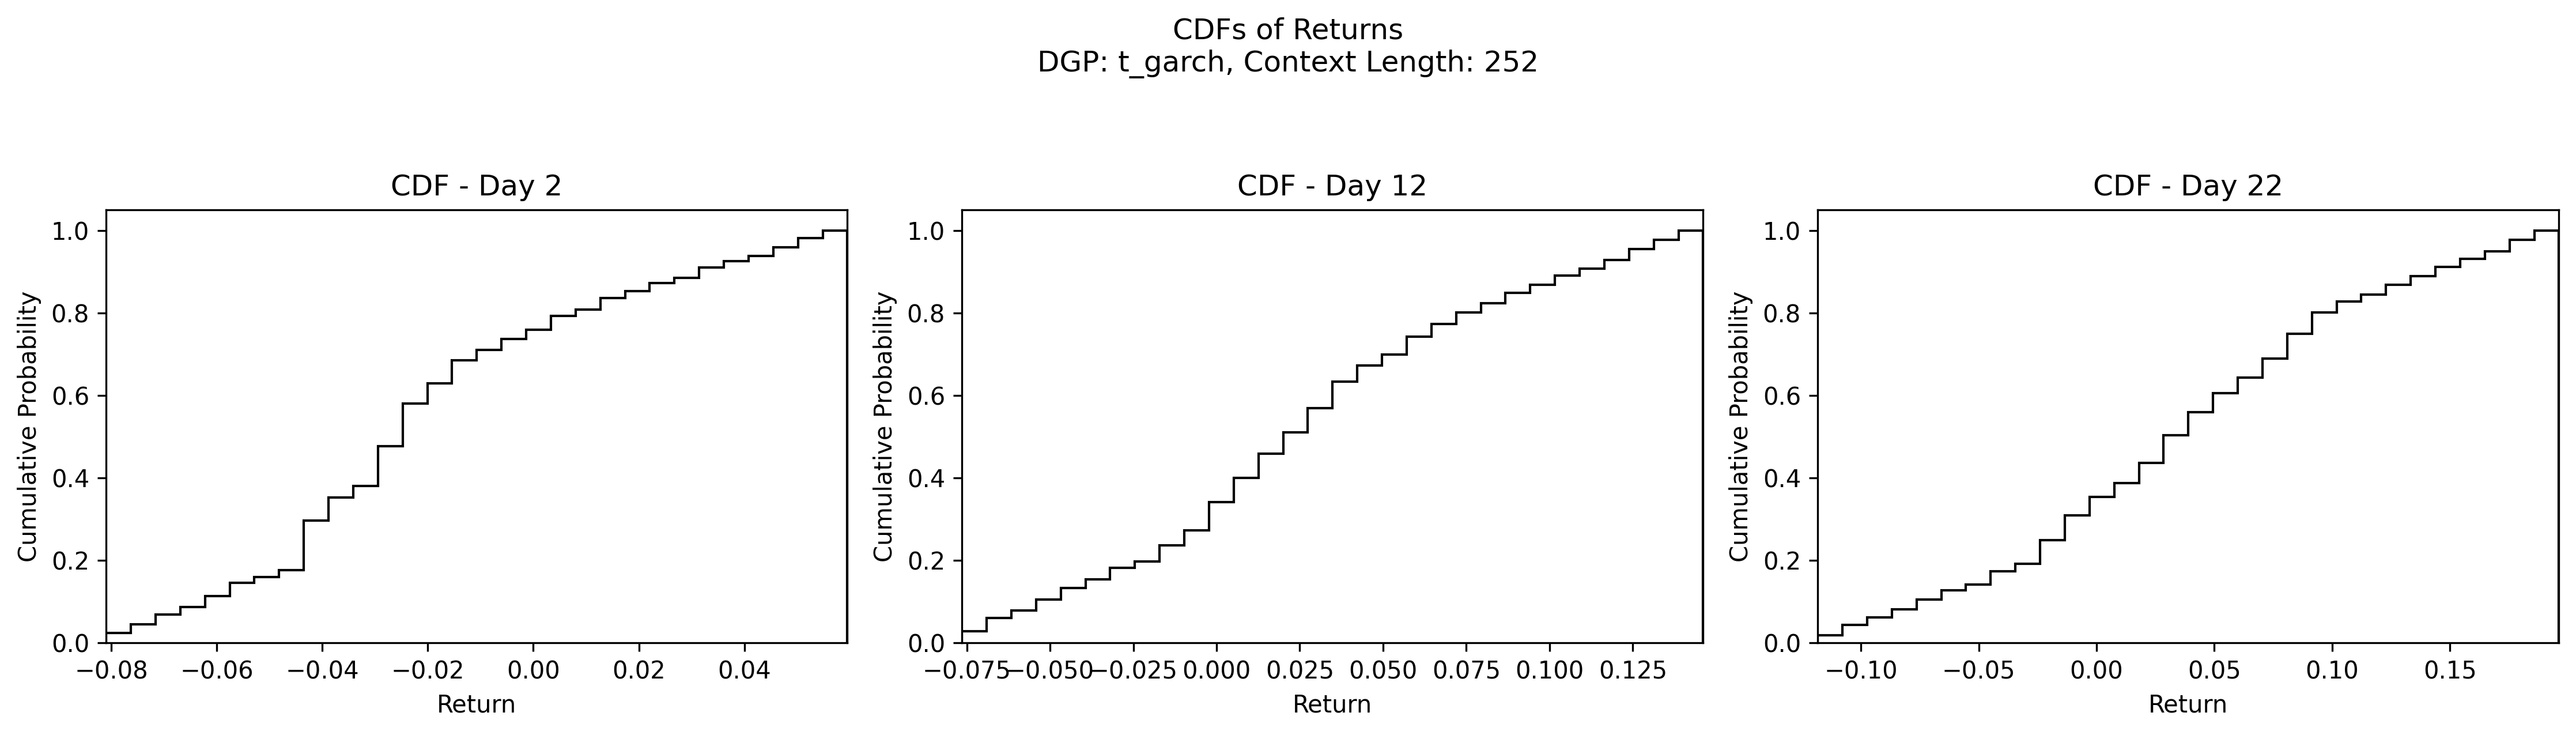 CDFs of Returns
DGP: t_garch, Context Length: 252
CDF - Day 2
1.0
0.8
0.6
0.4
0.2
0.0
Cumulative Probability
−0.08 −0.06 −0.04 −0.02 0.00 0.02 0.04
Return
CDF - Day 12
1.0
0.8
0.6
0.4
0.2
0.0
Cumulative Probability
−0.075 −0.050 −0.025 0.000 0.025 0.050 0.075 0.100 0.125
Return
CDF - Day 22
1.0
0.8
0.6
0.4
0.2
0.0
Cumulative Probability
−0.10 −0.05 0.00 0.05 0.10 0.15
Return